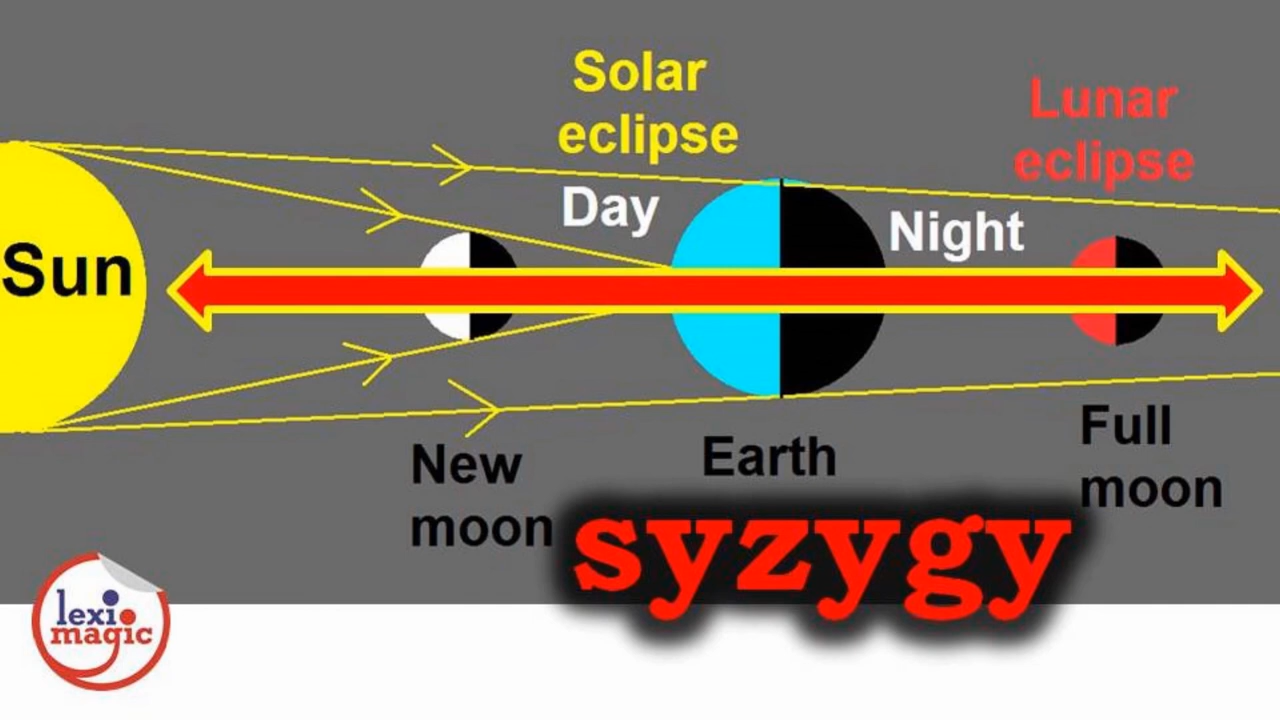 Solar
eclipse
Lunar
eclipse
Day
Night
Sun
New
moon
Earth
Full
moon
syzygy
lexi
magic